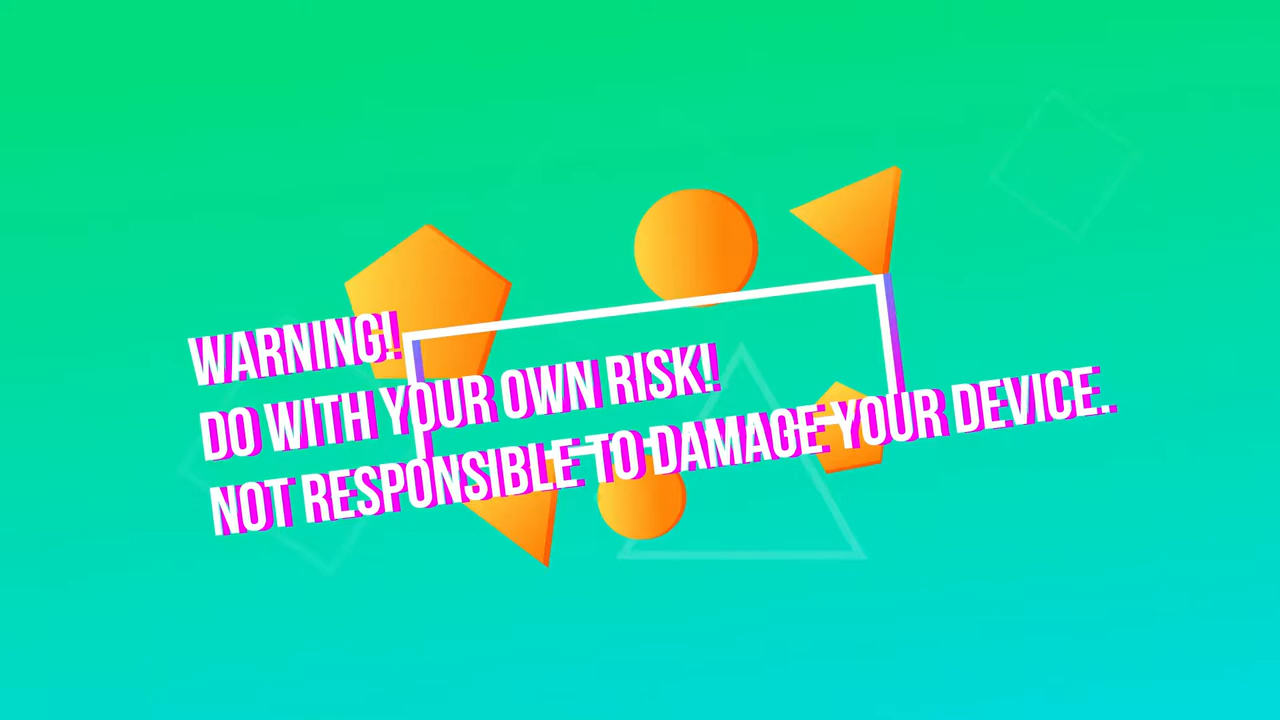 WARNING!
DO WITH YOUR OWN RISK!
NOT RESPONSIBLE TO DAMAGE YOUR DEVICE.